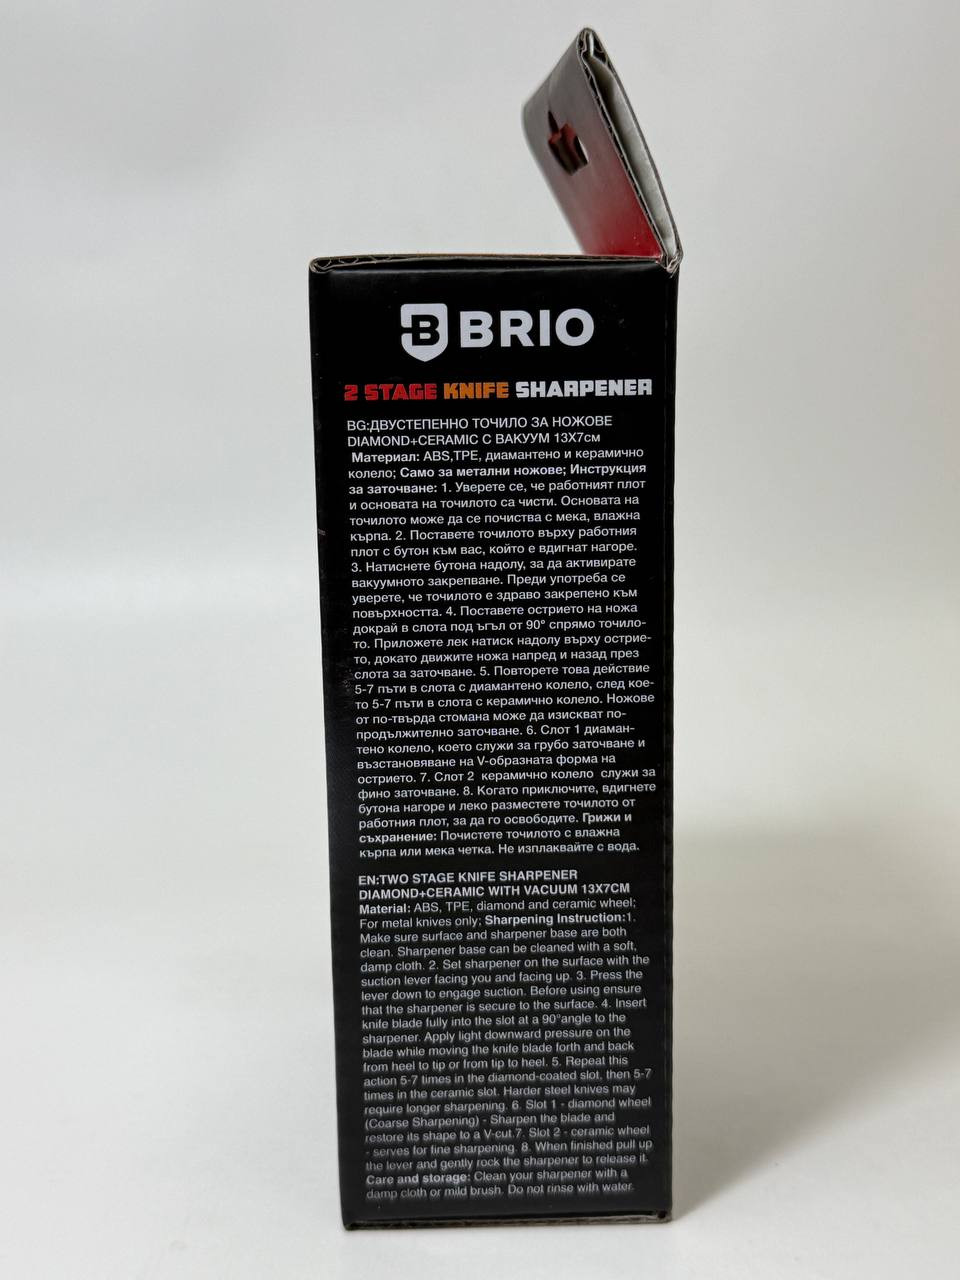 B BRIO
2 STAGE KNIFE SHARPENER
BG:ДВУСТЕПЕННО ТОЧИЛО ЗА НОЖОВЕ
DIAMOND+CERAMIC С ВАКУУМ 13X7см
Материал: ABS,TPE, диамантено и керамично
колело; Само за метални ножове; Инструкция
за заточване: 1. Уверете се, че работният плот
и основата на точилото са чисти. Основата на
точилото може да се почиства с мека, влажна
кърпа. 2. Поставете точилото върху работния
плот с бутон към вас, който е вдигнат нагоре.
3. Натиснете бутона надолу, за да активирате
вакуумното закрепване. Преди употреба се
уверете, че точилото е здраво закрепено към
повърхността. 4. Поставете острието на ножа
докрай в слота под ъгъл от 90° спрямо точило-
то. Приложете лек натиск надолу върху острие-
то, докато движите ножа напред и назад през
слота за заточване. 5. Повторете това действие
5-7 пъти в слота с диамантено колело, след кое-
то 5-7 пъти в слота с керамично колело. Ножове
от по-твърда стомана може да изискват по-
продължително заточване. 6. Слот 1 диаман-
тено колело, което служи за грубо заточване и
възстановяване на V-образната форма на
острието. 7. Слот 2 керамично колело служи за
фино заточване. 8. Когато приключите, вдигнете
бутона нагоре и леко разместете точилото от
работния плот, за да го освободите. Грижи и
съхранение: Почистете точилото с влажна
кърпа или мека четка. Не изплаквайте с вода.
EN:TWO STAGE KNIFE SHARPENER
DIAMOND+CERAMIC WITH VACUUM 13X7CM
Material: ABS, TPE, diamond and ceramic wheel;
For metal knives only; Sharpening Instruction:1.
Make sure surface and sharpener base are both
clean. Sharpener base can be cleaned with a soft,
damp cloth. 2. Set sharpener on the surface with the
suction lever facing you and facing up. 3. Press the
lever down to engage suction. Before using ensure
that the sharpener is secure to the surface. 4. Insert
knife blade fully into the slot at a 90°angle to the
sharpener. Apply light downward pressure on the
blade while moving the knife blade forth and back
from heel to tip or from tip to heel. 5. Repeat this
action 5-7 times in the diamond-coated slot, then 5-7
times in the ceramic slot. Harder steel knives may
require longer sharpening. 6. Slot 1 - diamond wheel
(Coarse Sharpening) - Sharpen the blade and
restore its shape to a V-cut.7. Slot 2 - ceramic wheel
- serves for fine sharpening. 8. When finished pull up
the lever and gently rock the sharpener to release it.
Care and storage: Clean your sharpener with a
damp cloth or mild brush. Do not rinse with water.